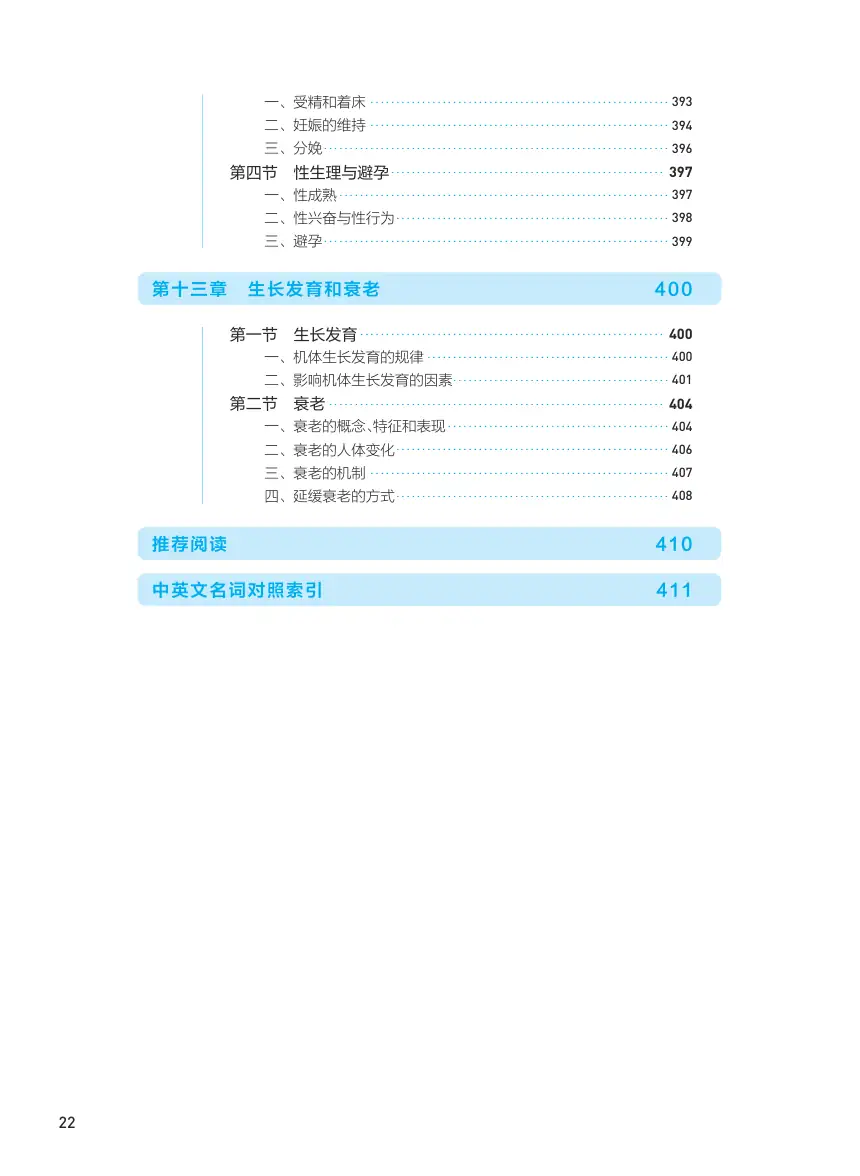 一、受精和着床 393
二、妊娠的维持 394
三、分娩 396
第四节 性生理与避孕 397
一、性成熟 397
二、性兴奋与性行为 398
三、避孕 399
第十三章 生长发育和衰老 400
第一节 生长发育 400
一、机体生长发育的规律 400
二、影响机体生长发育的因素 401
第二节 衰老 404
一、衰老的概念、特征和表现 404
二、衰老的人体变化 406
三、衰老的机制 407
四、延缓衰老的方式 408
推荐阅读 410
中英文名词对照索引 411
22